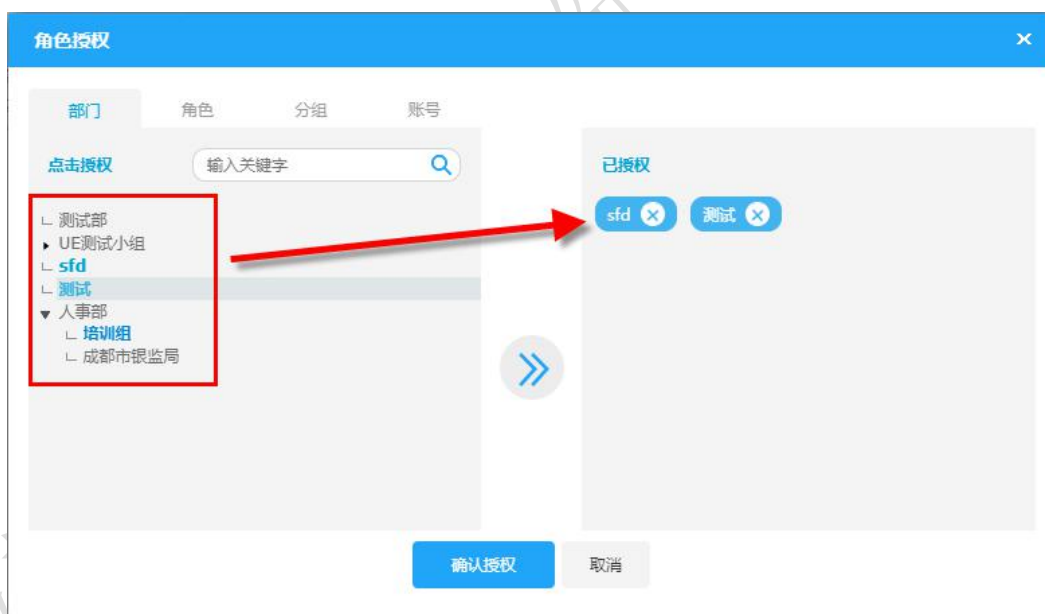 角色授权
部门 角色 分组 账号
点击授权 输入关键字 已授权
测试部
UE测试小组
sfd
测试
人事部
培训组
成都市银监局
sfd 测试
确认授权 取消